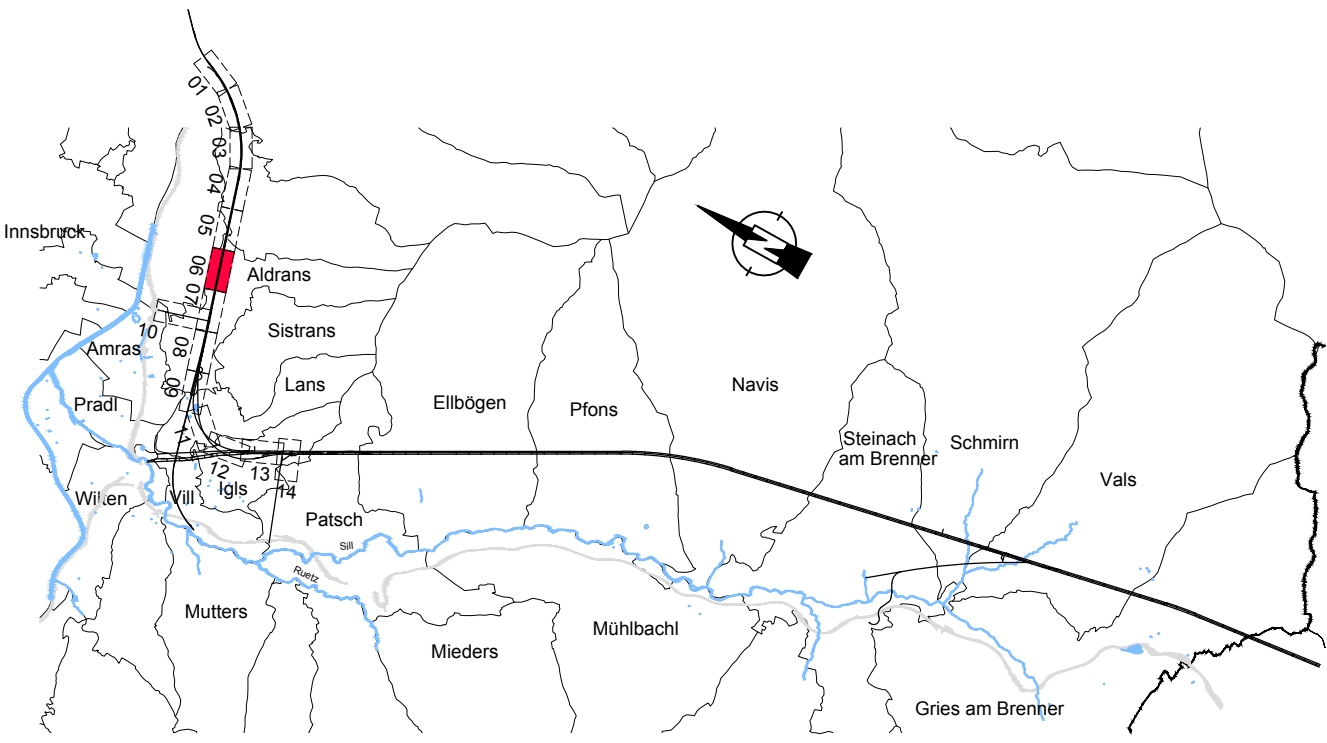 01
02
03
04
05
Innsbruck
06
Aldrans
07
10
Sistrans
Amras
08
09
Lans
Navis
Pradl
Ellbögen
Pfons
11
Steinach
am Brenner
Schmirn
12
13
14
Igls
Vals
Wilten
Vill
Patsch
Sill
Ruetz
Mutters
Mühlbachl
Mieders
Gries am Brenner
N